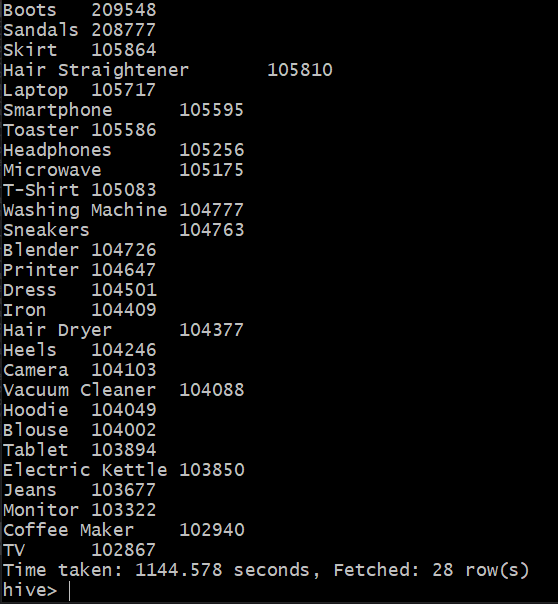 Boots 209548
Sandals 208777
Skirt 105864
Hair Straightener 105810
Laptop 105717
Smartphone 105595
Toaster 105586
Headphones 105256
Microwave 105175
T-Shirt 105083
Washing Machine 104777
Sneakers 104763
Blender 104726
Printer 104647
Dress 104501
Iron 104409
Hair Dryer 104377
Heels 104246
Camera 104103
Vacuum Cleaner 104088
Hoodie 104049
Blouse 104002
Tablet 103894
Electric Kettle 103850
Jeans 103677
Monitor 103322
Coffee Maker 102940
TV 102867
Time taken: 1144.578 seconds, Fetched: 28 row(s)
hive>